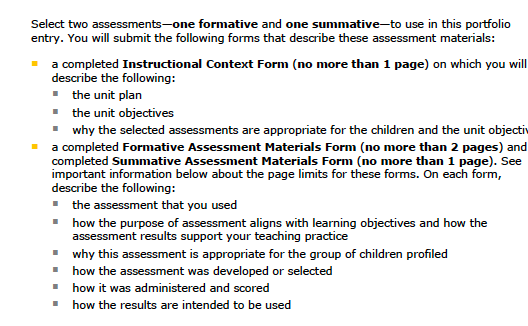 Select two assessments—one formative and one summative—to use in this portfolio
entry. You will submit the following forms that describe these assessment materials:
a completed Instructional Context Form (no more than 1 page) on which you will
describe the following:
the unit plan
the unit objectives
why the selected assessments are appropriate for the children and the unit objectiv
a completed Formative Assessment Materials Form (no more than 2 pages) and
completed Summative Assessment Materials Form (no more than 1 page). See
important information below about the page limits for these forms. On each form,
describe the following:
the assessment that you used
how the purpose of assessment aligns with learning objectives and how the
assessment results support your teaching practice
why this assessment is appropriate for the group of children profiled
how the assessment was developed or selected
how it was administered and scored
how the results are intended to be used